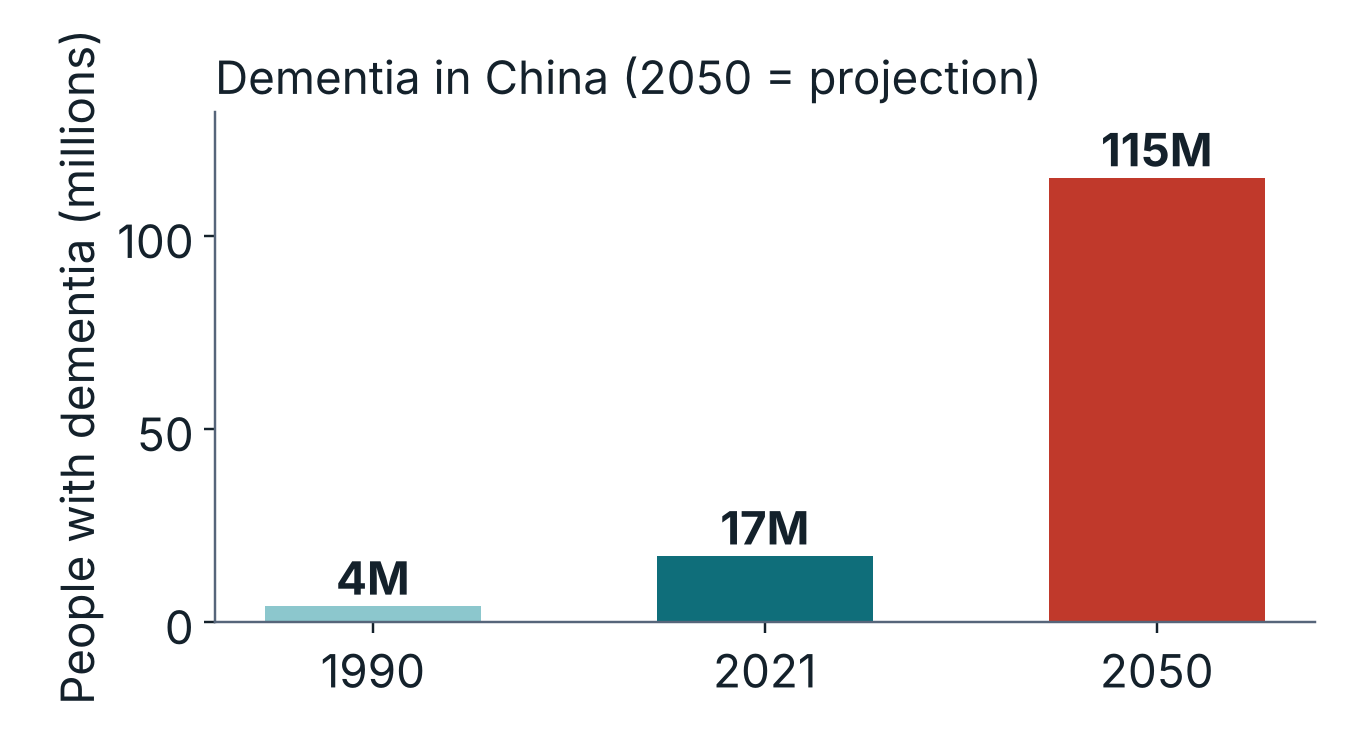 Dementia in China (2050 = projection)
People with dementia (millions)
100
50
0
4M
17M
115M
1990
2021
2050